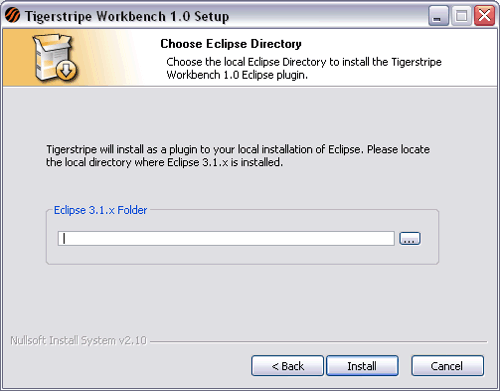 Tigerstripe Workbench 1.0 Setup
Choose Eclipse Directory
Choose the local Eclipse Directory to install the Tigerstripe
Workbench 1.0 Eclipse plugin.
Tigerstripe will install as a plugin to your local installation of Eclipse. Please locate
the local directory where Eclipse 3.1.x is installed.
Eclipse 3.1.x Folder
...
Nullsoft Install System v2.10
< Back Install Cancel